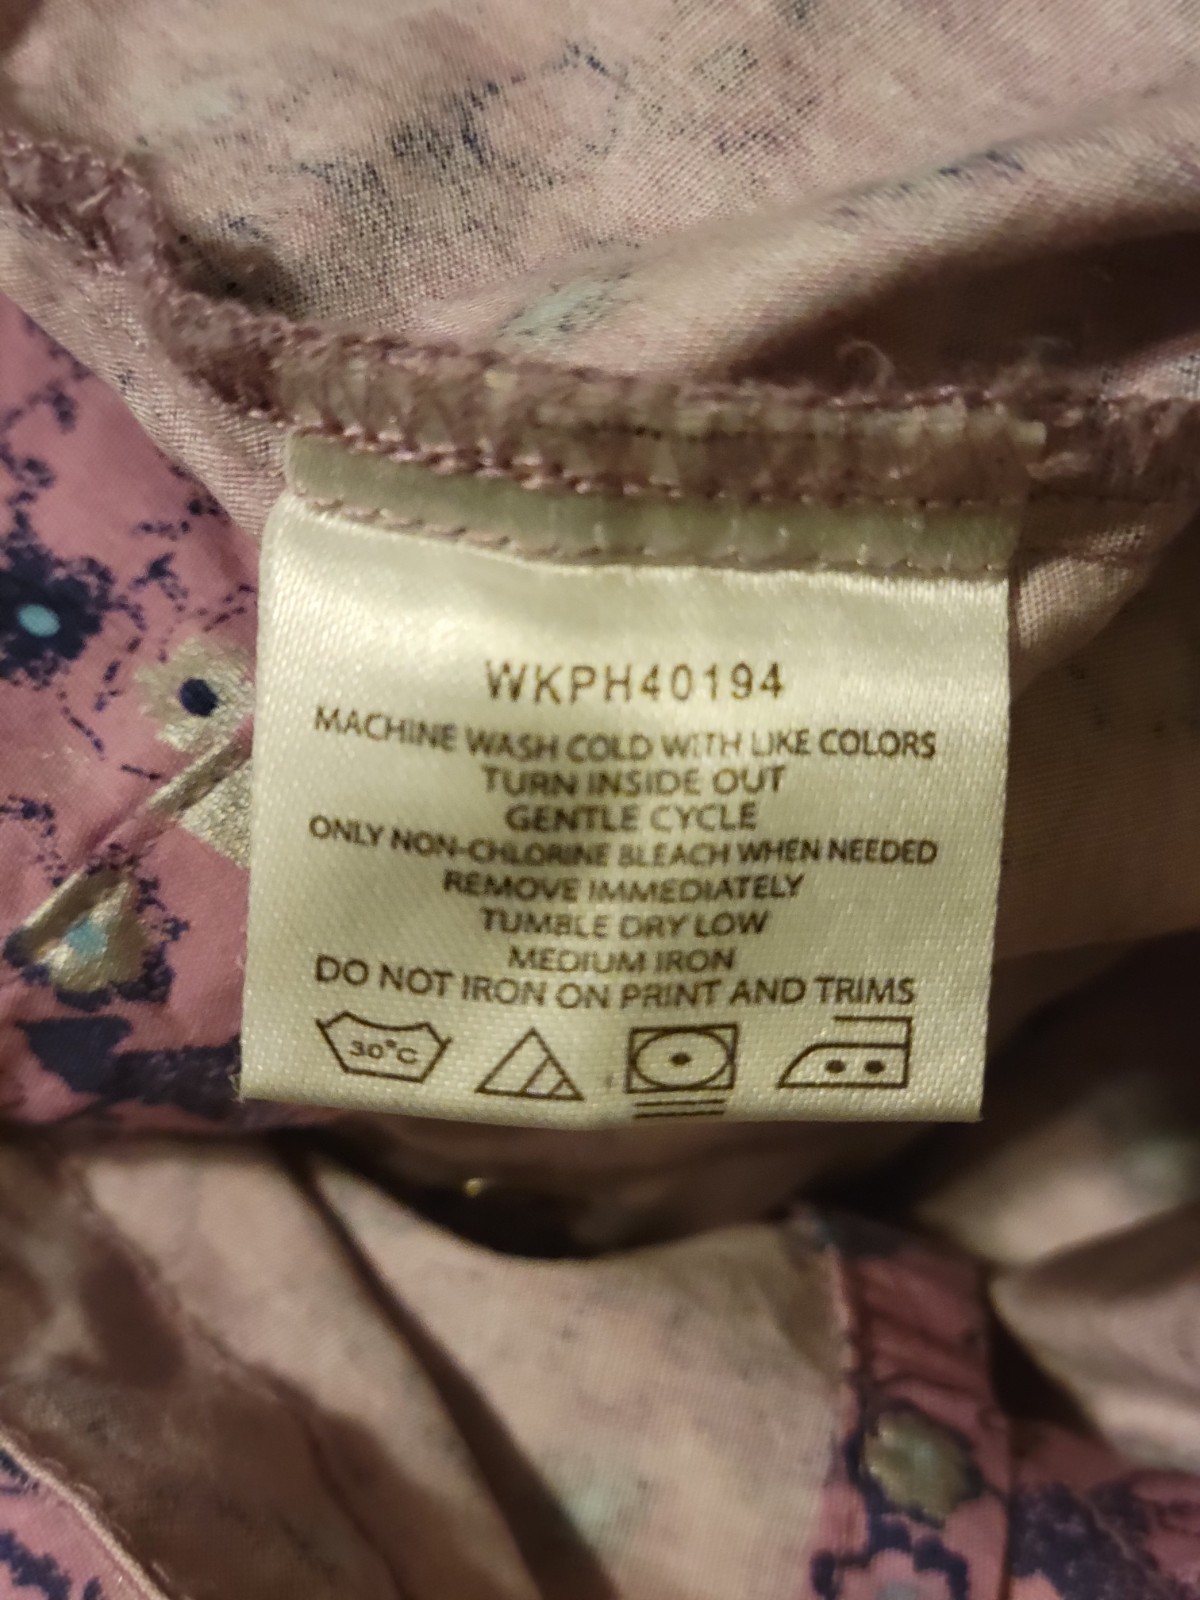 WKPH40194
MACHINE WASH COLD WITH LIKE COLORS
TURN INSIDE OUT
GENTLE CYCLE
ONLY NON-CHLORINE BLEACH WHEN NEEDED
REMOVE IMMEDIATELY
TUMBLE DRY LOW
MEDIUM IRON
DO NOT IRON ON PRINT AND TRIMS
30°C